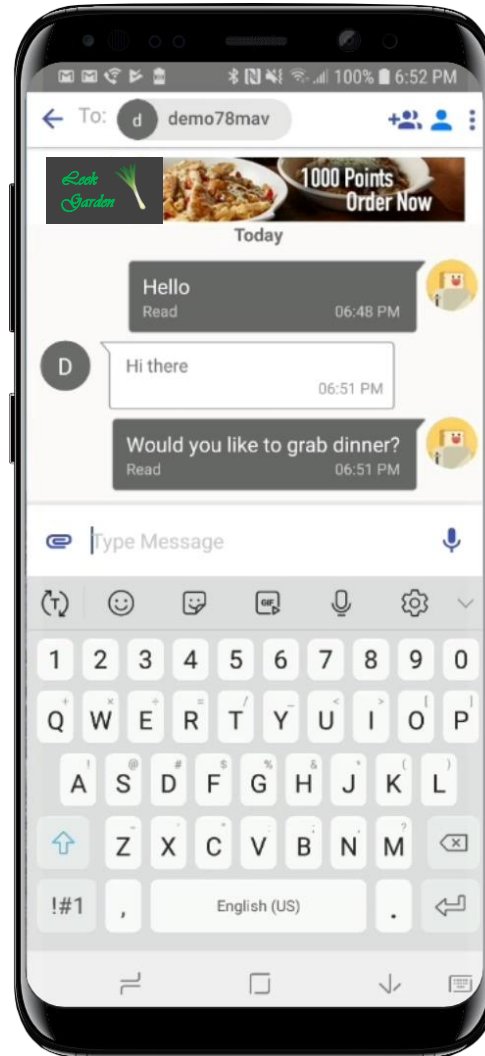 100% 6:52 PM
To: d demo78mav
Leek
Garden
1000 Points
Order Now
Today
Hello
Read 06:48 PM
D
Hi there
06:51 PM
Would you like to grab dinner?
Read 06:51 PM
Type Message
T
GIF
1 2 3 4 5 6 7 8 9 0
Q W E R T Y U I O P
A S D F G H J K L
Z X C V B N M
!#1 , English (US) .